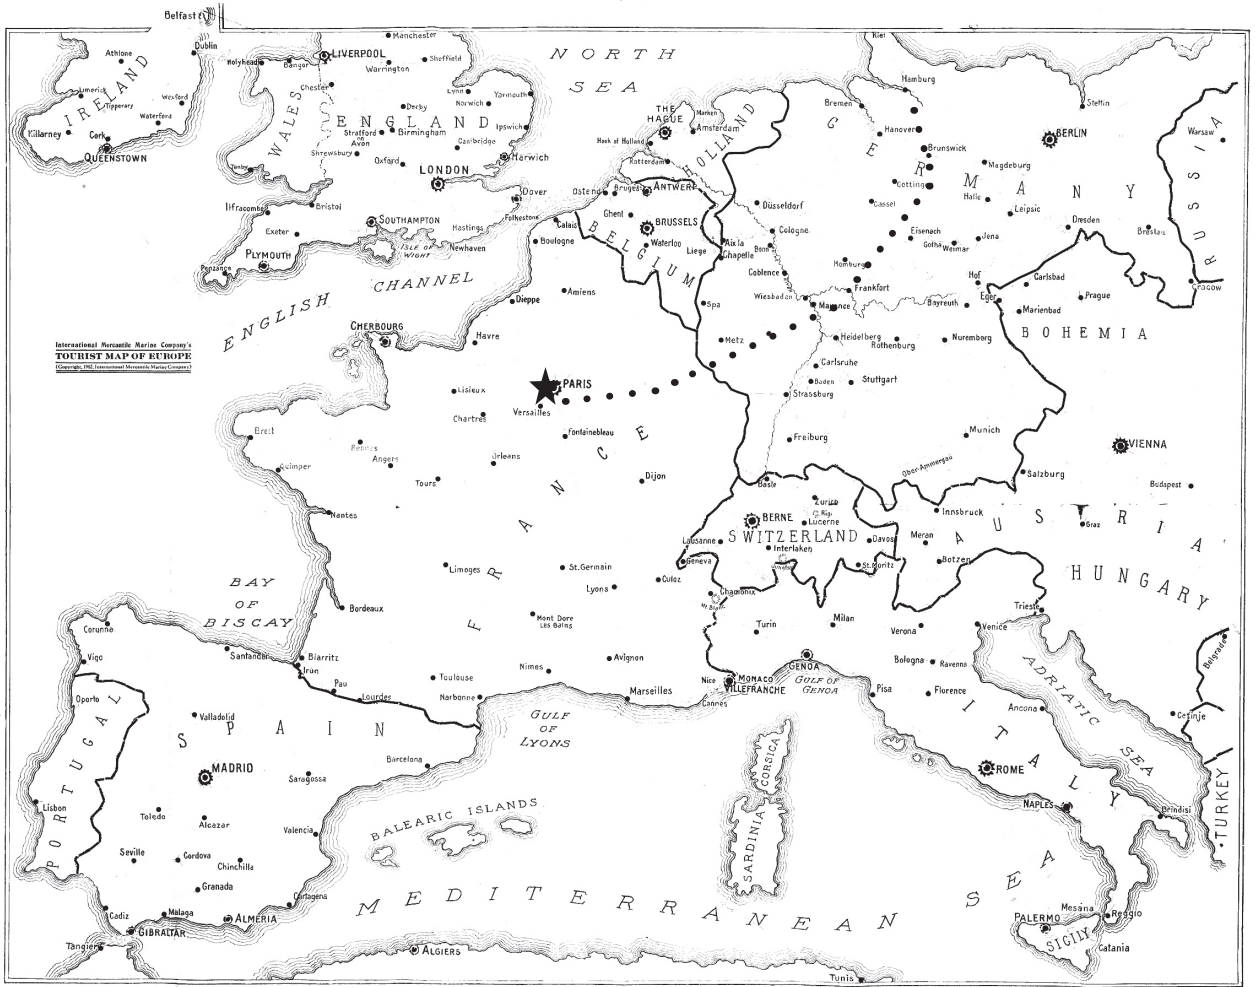 Belfast
Dublin
Athlone
Limerick
Tipperary
Wexford
Waterford
Killarney
Cork
QUEENSTOWN
IRELAND
Holyhead
Bangor
LIVERPOOL
Manchester
Warrington
Sheffield
Chester
Derby
Lynn
Norwich
Yarmouth
WALES
ENGLAND
Stratford
on
Avon
Birmingham
Ipswich
Shrewsbury
Oxford
Cambridge
Harwich
LONDON
Tenby
Ilfracombe
Bristol
Exeter
SOUTHAMPTON
Hastings
Dover
Folkestone
ISLE OF
WIGHT
Newhaven
PLYMOUTH
Penzance
ENGLISH CHANNEL
NORTH
SEA
THE
HAGUE
Marken
Amsterdam
Hook of Holland
Rotterdam
HOLLAND
Ostend
Bruges
ANTWERP
Ghent
BRUSSELS
Waterloo
Liege
BELGIUM
Calais
Boulogne
Spa
Kiel
Hamburg
Bremen
Hanover
Brunswick
Stettin
BERLIN
Magdeburg
Halle
Leipsic
Cotting
Cassel
Eisenach
Gotha
Weimar
Jena
Dresden
Breslau
Warsaw
RUSSIA
Cracow
GERMANY
Düsseldorf
Cologne
Bonn
Aix la
Chapelle
Coblence
Wiesbaden
Homburg
Frankfort
Mayence
Bayreuth
Hof
Eger
Carlsbad
Prague
Marienbad
BOHEMIA
Heidelberg
Rothenburg
Nuremborg
Carlsruhe
Baden
Stuttgart
Strassburg
Metz
Freiburg
Munich
Ober-Ammergau
Salzburg
VIENNA
Budapest
International Mercantile Marine Company's
TOURIST MAP OF EUROPE
(Copyright, 1912, International Mercantile Marine Company)
Dieppe
Amiens
CHERBOURG
Havre
Lisieux
PARIS
Versailles
Chartres
Fontainebleau
Brest
Rennes
Quimper
Angers
Orleans
Tours
Dijon
Nantes
FRANCE
Limoges
St. Germain
Lyons
Culoz
Mont Dore
Les Bains
Bordeaux
BAY
OF
BISCAY
Biarritz
Irun
Pau
Lourdes
Toulouse
Nimes
Avignon
Narbonne
Marseilles
GULF
OF
LYONS
Basle
Zurich
Rigi
Lucerne
BERNE
SWITZERLAND
Lausanne
Interlaken
Davos
Geneva
St. Moritz
Chamonix
Innsbruck
Meran
Botzen
Graz
AUSTRIA
HUNGARY
Turin
Milan
Verona
Venice
Trieste
Bologna
Ravenna
GENOA
GULF OF
GENOA
Nice
MONACO
VILLEFRANCHE
Cannes
Pisa
Florence
Ancona
ITALY
ROME
NAPLES
Brindisi
ADRIATIC SEA
Belgrade
Cetinje
TURKEY
Corunna
Vigo
Oporto
PORTUGAL
Lisbon
Santander
Valladolid
SPAIN
MADRID
Saragossa
Barcelona
Toledo
Alcazar
Valencia
Seville
Cordova
Chinchilla
Granada
Cartagena
Cadiz
Malaga
ALMERIA
GIBRALTAR
Tangier
BALEARIC ISLANDS
CORSICA
SARDINIA
MEDITERRANEAN SEA
ALGIERS
Tunis
PALERMO
Messina
Reggio
SICILY
Catania